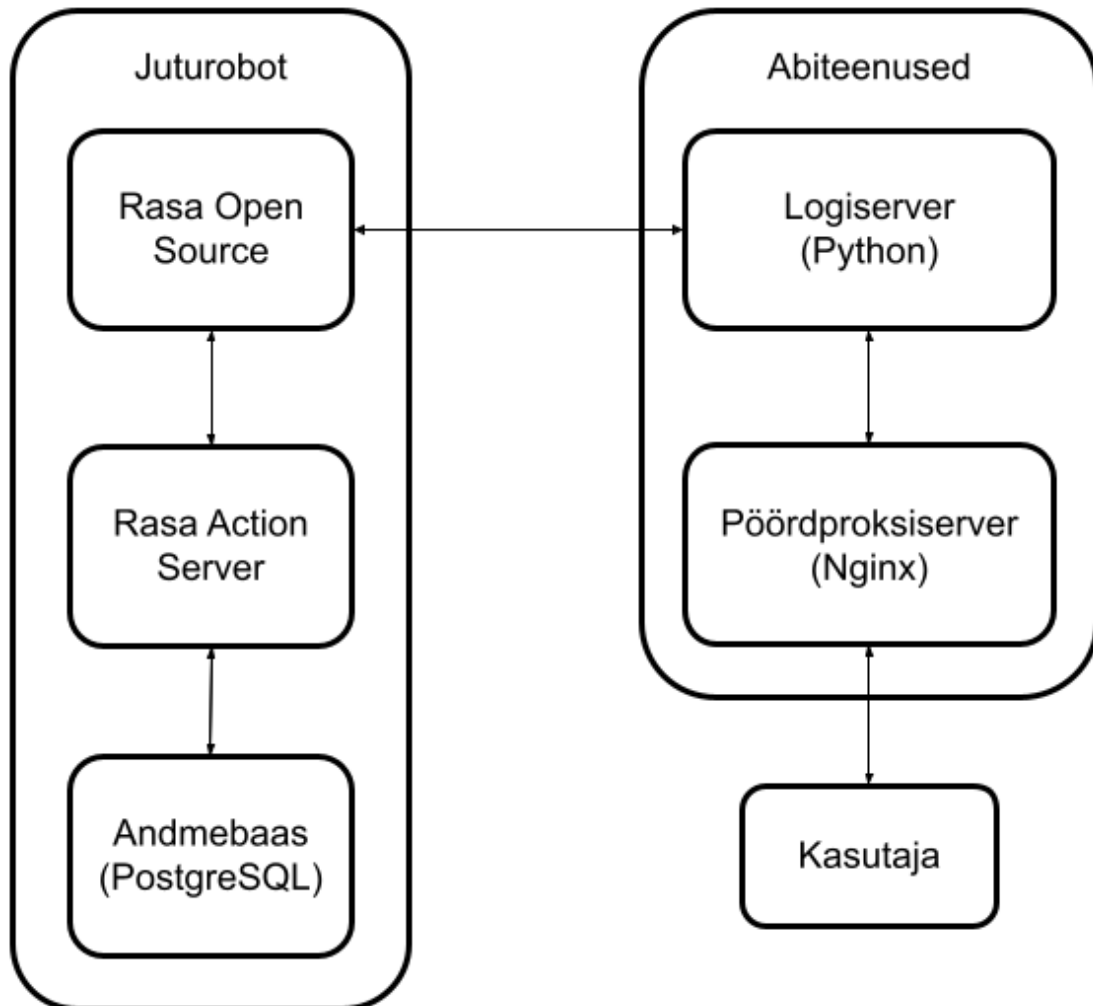 Juturobot
Rasa Open
Source
Rasa Action
Server
Andmebaas
(PostgreSQL)
Abiteenused
Logiserver
(Python)
Pöördproksiserver
(Nginx)
Kasutaja